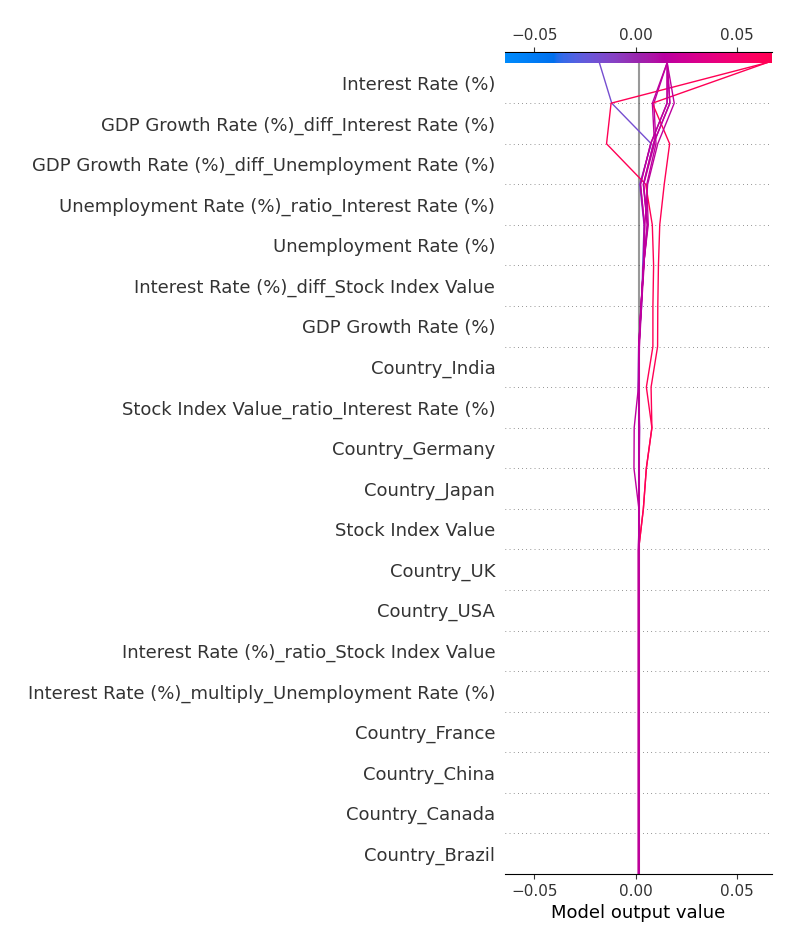 −0.05 0.00 0.05
Interest Rate (%)
GDP Growth Rate (%)_diff_Interest Rate (%)
GDP Growth Rate (%)_diff_Unemployment Rate (%)
Unemployment Rate (%)_ratio_Interest Rate (%)
Unemployment Rate (%)
Interest Rate (%)_diff_Stock Index Value
GDP Growth Rate (%)
Country_India
Stock Index Value_ratio_Interest Rate (%)
Country_Germany
Country_Japan
Stock Index Value
Country_UK
Country_USA
Interest Rate (%)_ratio_Stock Index Value
Interest Rate (%)_multiply_Unemployment Rate (%)
Country_France
Country_China
Country_Canada
Country_Brazil
−0.05 0.00 0.05
Model output value